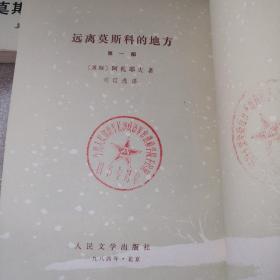 莫斯
远离莫斯科的地方
第一部
〔苏联〕阿札耶夫 著
刘辽逸 译
人民文学出版社
一九八四年·北京